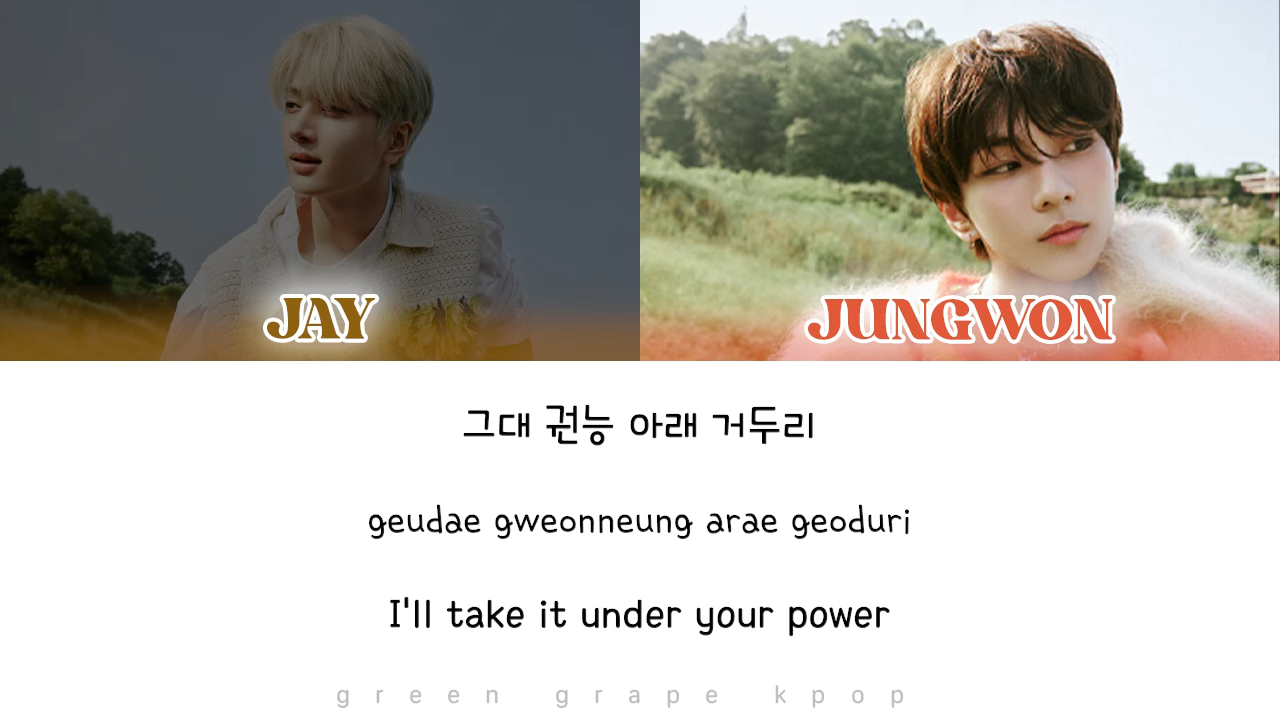 JAY
JUNGWON
그대 권능 아래 거두리
geudae gweonneung arae geoduri
I'll take it under your power
green grape kpop